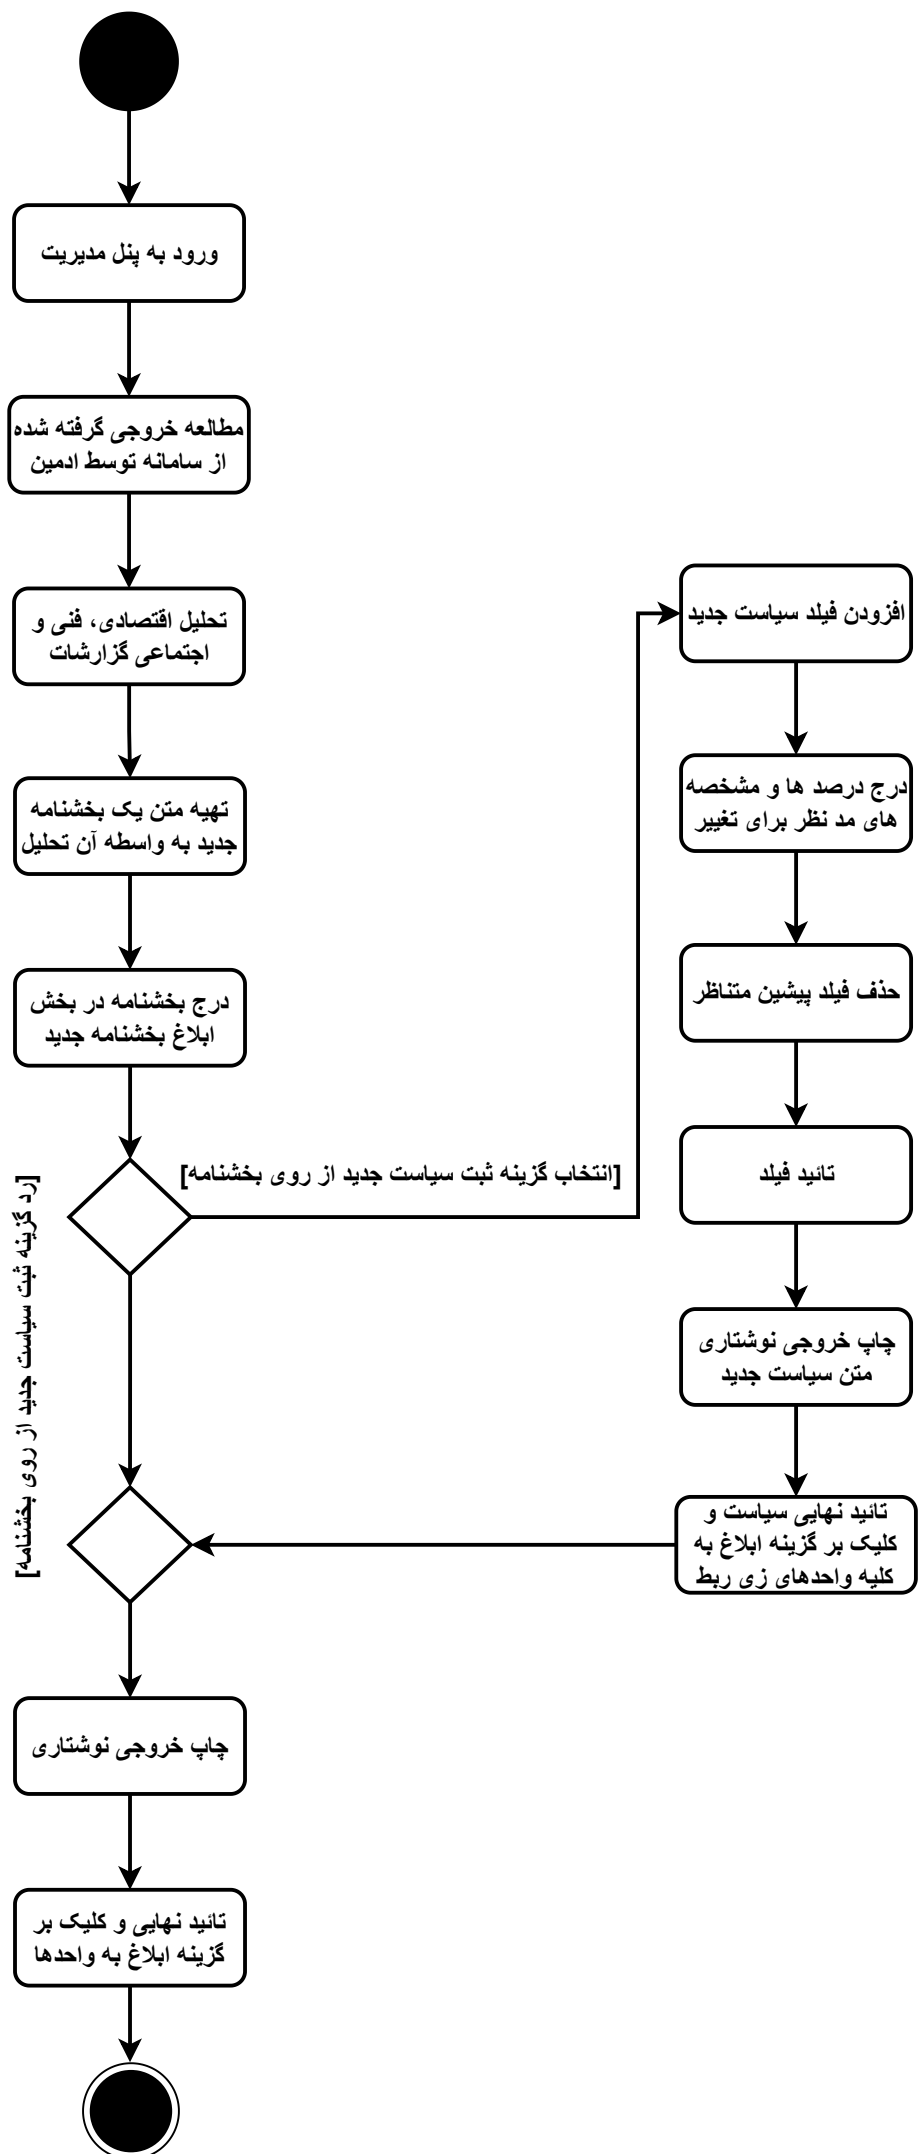 ورود به پنل مدیریت
مطالعه خروجی گرفته شده
از سامانه توسط ادمین
تحلیل اقتصادی، فنی و
اجتماعی گزارشات
تهیه متن یک بخشنامه
جدید به واسطه آن تحلیل
درج بخشنامه در بخش
ابلاغ بخشنامه جدید
[انتخاب گزینه ثبت سیاست جدید از روی بخشنامه]
[رد گزینه ثبت سیاست جدید از روی بخشنامه]
افزودن فیلد سیاست جدید
درج درصد ها و مشخصه
های مد نظر برای تغییر
حذف فیلد پیشین متناظر
تائید فیلد
چاپ خروجی نوشتاری
متن سیاست جدید
تائید نهایی سیاست و
کلیک بر گزینه ابلاغ به
کلیه واحدهای زی ربط
چاپ خروجی نوشتاری
تائید نهایی و کلیک بر
گزینه ابلاغ به واحدها